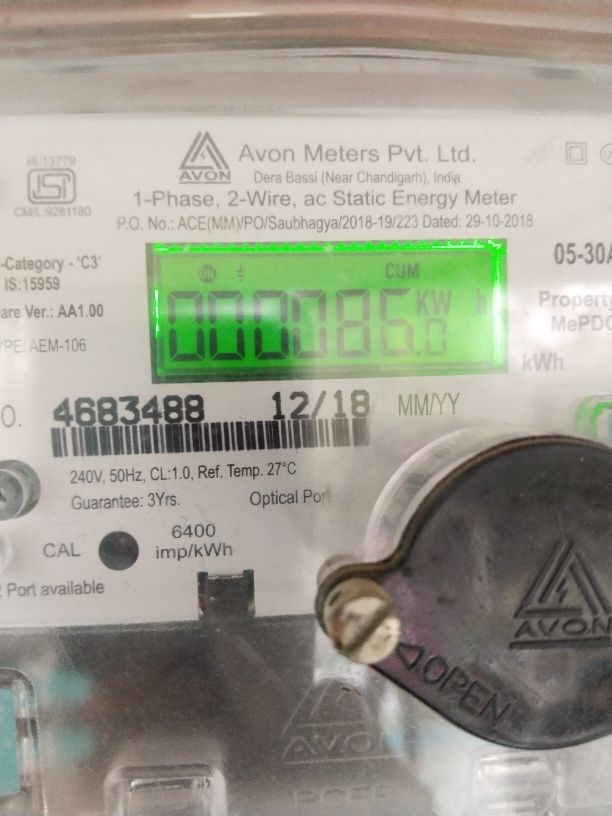 IS:13779
ISI
CM/L:9281180
AVON
Avon Meters Pvt. Ltd.
Dera Bassi (Near Chandigarh), India
1-Phase, 2-Wire, ac Static Energy Meter
P.O. No.: ACE(MM)/PO/Saubhagya/2018-19/223 Dated: 29-10-2018
-Category - 'C3'
IS:15959
are Ver.: AA1.00
YPE: AEM-106
ON CUM
000086.0 KW h
05-30A
Property
MePDC
kWh
O. 4683488 12/18 MM/YY
240V, 50Hz, CL:1.0, Ref. Temp. 27°C
Guarantee: 3Yrs. Optical Port
CAL 6400
imp/kWh
Port available
AVON
OPEN
AVON